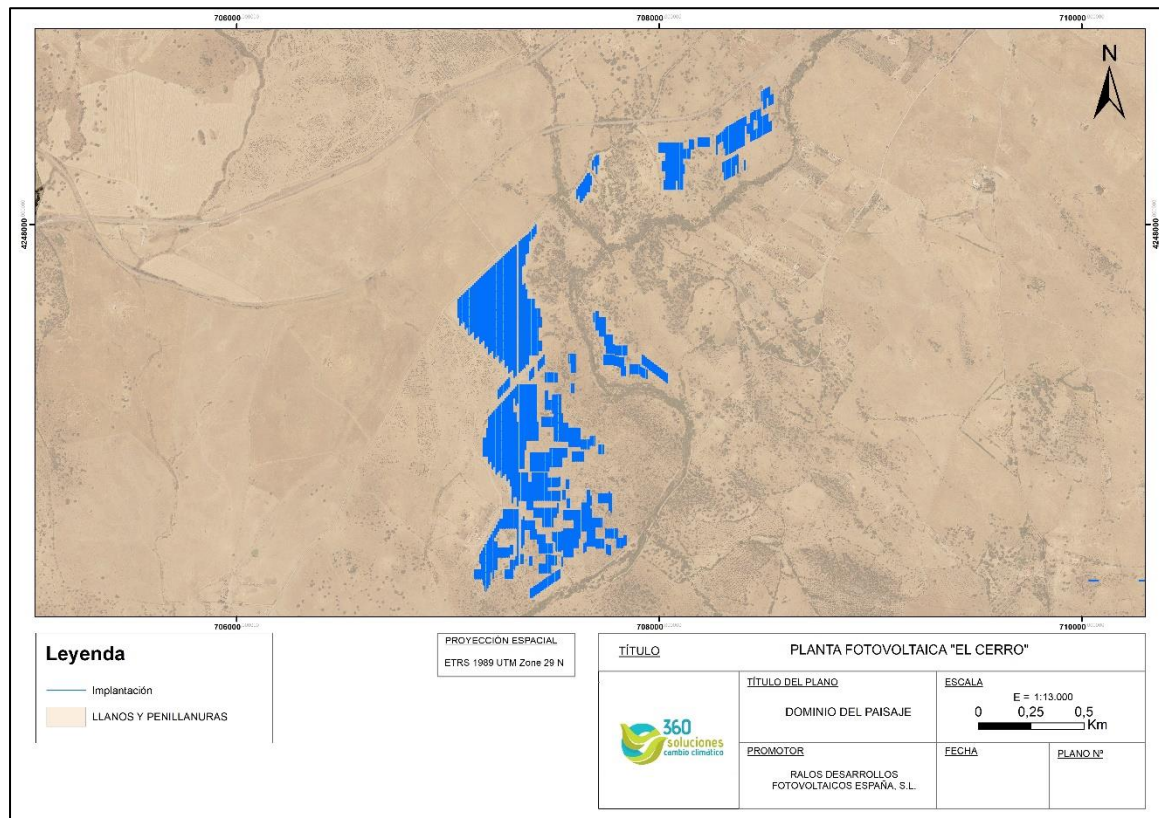 706000
708000
710000
N
4248000
4248000
706000
708000
710000
Leyenda
Implantación
LLANOS Y PENILLANURAS
PROYECCIÓN ESPACIAL
ETRS 1989 UTM Zone 29 N
TÍTULO
PLANTA FOTOVOLTAICA "EL CERRO"
360
soluciones
cambio climático
TÍTULO DEL PLANO
DOMINIO DEL PAISAJE
ESCALA
E = 1:13.000
0 0,25 0,5
Km
PROMOTOR
RALOS DESARROLLOS
FOTOVOLTAICOS ESPAÑA, S.L.
FECHA
PLANO Nº